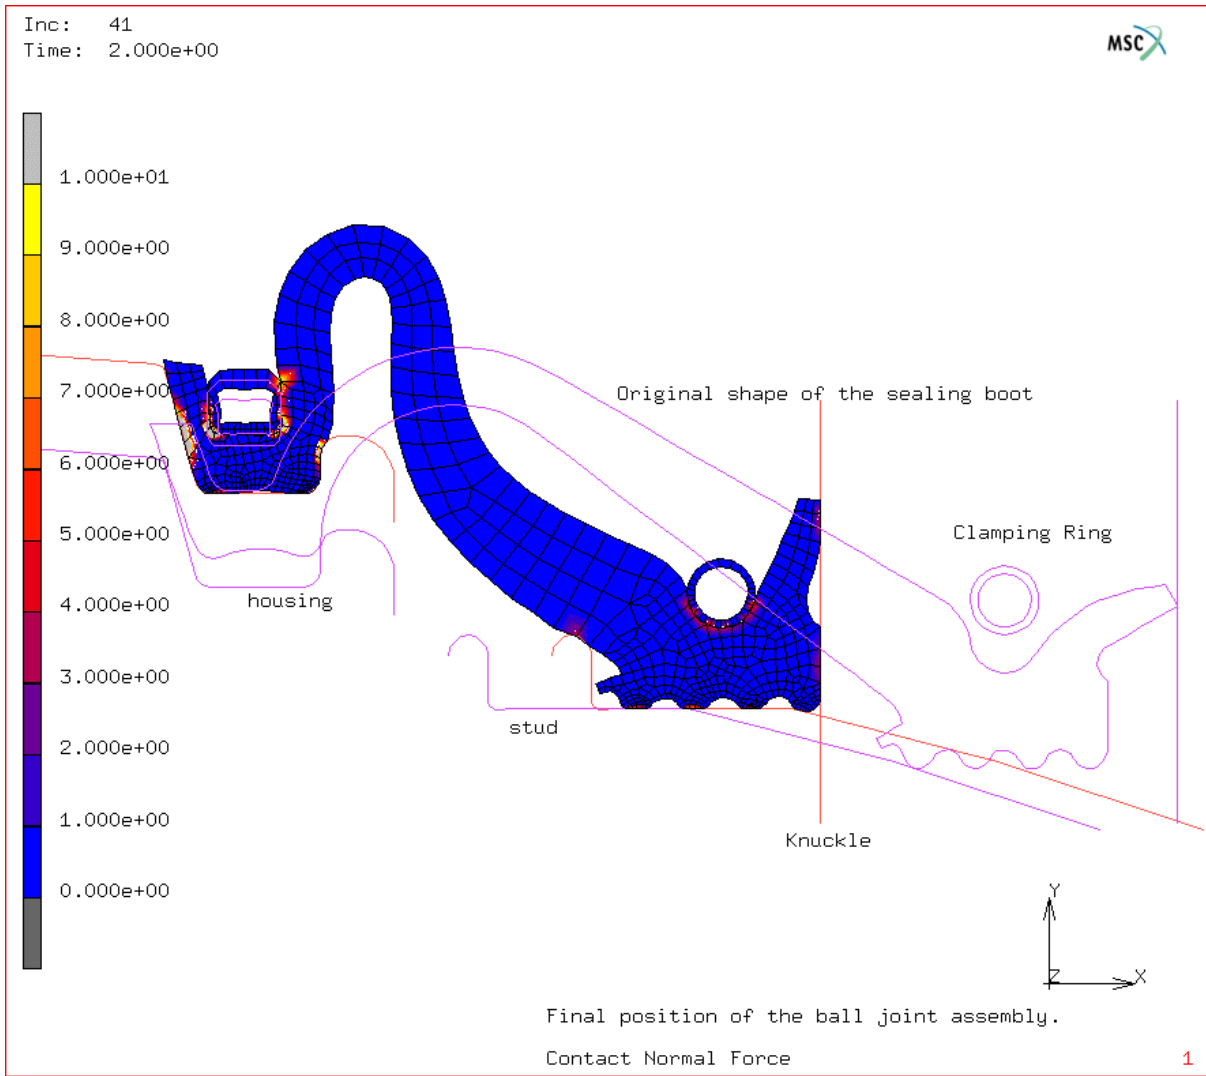 Inc: 41
Time: 2.000e+00
MSC
1.000e+01
9.000e+00
8.000e+00
7.000e+00
6.000e+00
5.000e+00
4.000e+00
3.000e+00
2.000e+00
1.000e+00
0.000e+00
Original shape of the sealing boot
Clamping Ring
housing
stud
Knuckle
Y
Z
X
Final position of the ball joint assembly.
Contact Normal Force
1